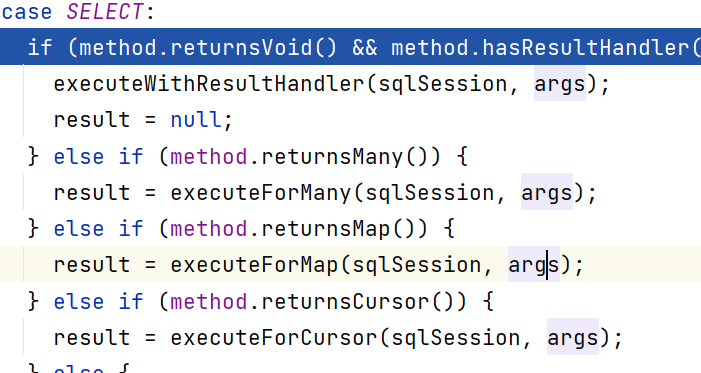 case SELECT:
if (method.returnsVoid() && method.hasResultHandler(
executeWithResultHandler(sqlSession, args);
result = null;
} else if (method.returnsMany()) {
result = executeForMany(sqlSession, args);
} else if (method.returnsMap()) {
result = executeForMap(sqlSession, args);
} else if (method.returnsCursor()) {
result = executeForCursor(sqlSession, args);
} else {